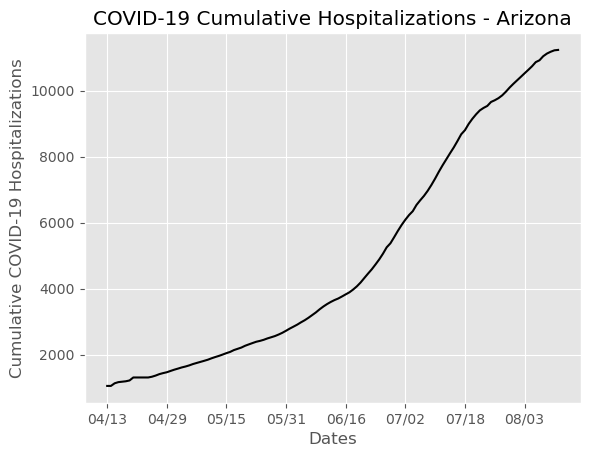 COVID-19 Cumulative Hospitalizations - Arizona
Cumulative COVID-19 Hospitalizations
10000
8000
6000
4000
2000
04/13 04/29 05/15 05/31 06/16 07/02 07/18 08/03
Dates